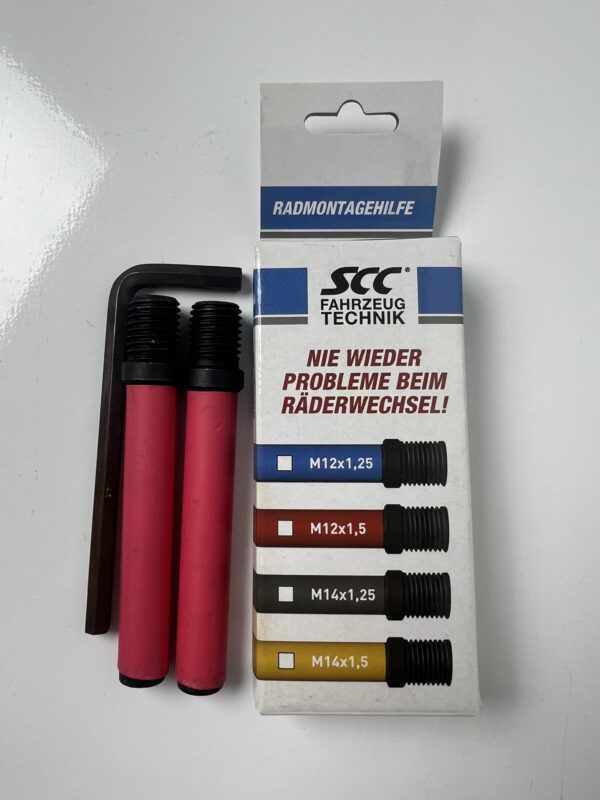 RADMONTAGEHILFE
SCC®
FAHRZEUG
TECHNIK
NIE WIEDER
PROBLEME BEIM
RÄDERWECHSEL!
M12x1,25
M12x1,5
M14x1,25
M14x1,5